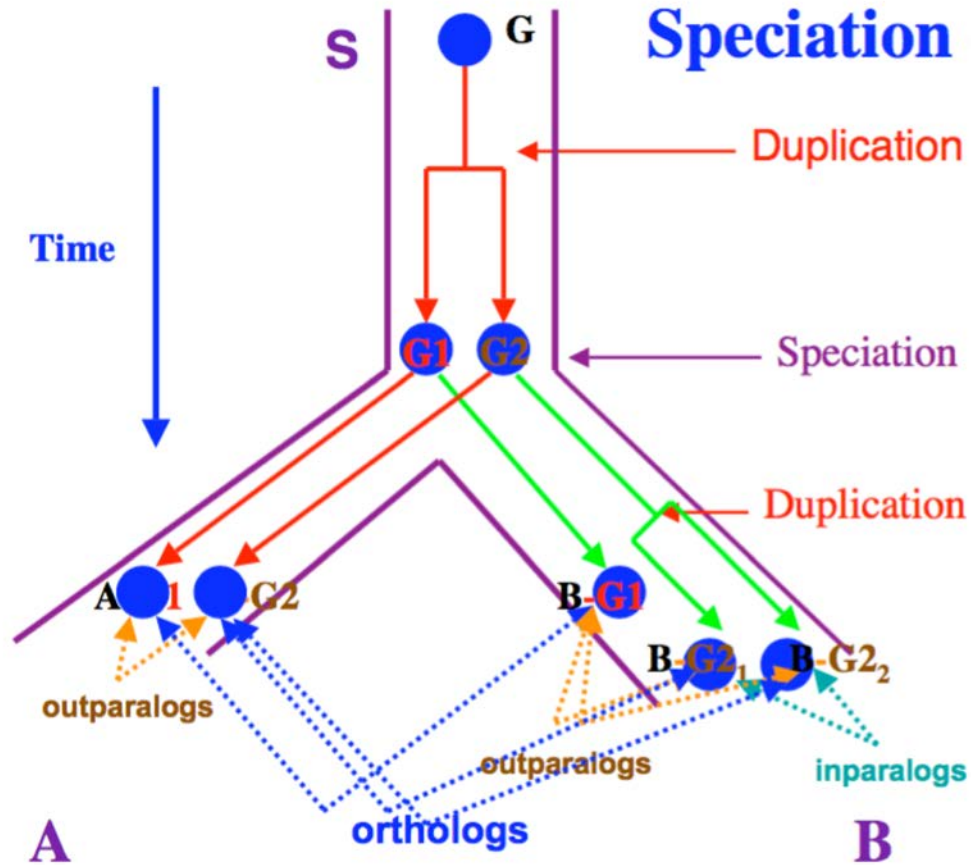 S
G
Speciation
Duplication
Time
G1
G2
Speciation
Duplication
A 1
-G2
B-G1
B-G2₁
B-G2₂
outparalogs
outparalogs
inparalogs
orthologs
A
B